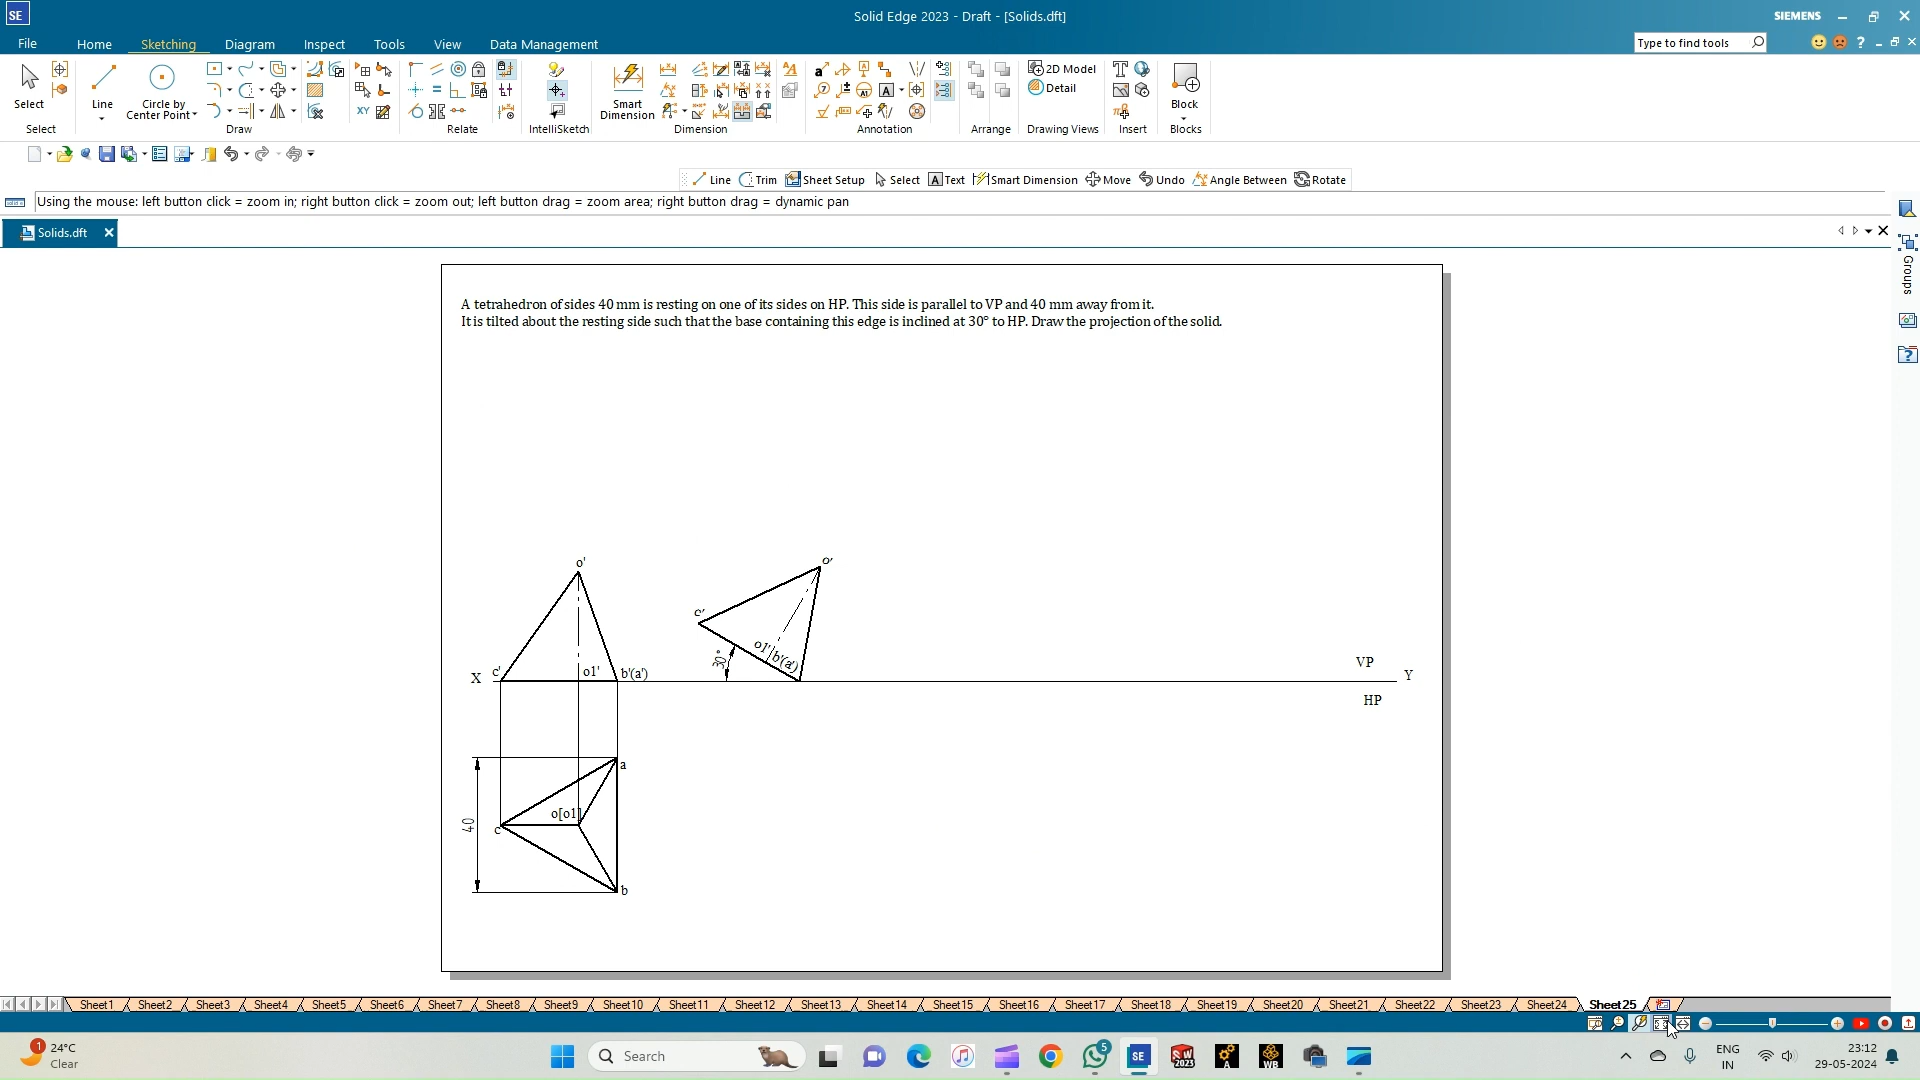 SE
Solid Edge 2023 - Draft - [Solids.dft]
SIEMENS
File
Home
Sketching
Diagram
Inspect
Tools
View
Data Management
Type to find tools
Select
Line
Circle by
Center Point
Smart
Dimension
2D Model
Detail
Block
Select
Draw
Relate
IntelliSketch
Dimension
Annotation
Arrange
Drawing Views
Insert
Blocks
Line
Trim
Sheet Setup
Select
Text
Smart Dimension
Move
Undo
Angle Between
Rotate
Using the mouse: left button click = zoom in; right button click = zoom out; left button drag = zoom area; right button drag = dynamic pan
Solids.dft
Groups
A tetrahedron of sides 40 mm is resting on one of its sides on HP. This side is parallel to VP and 40 mm away from it.
It is tilted about the resting side such that the base containing this edge is inclined at 30° to HP. Draw the projection of the solid.
o'
o'
c'
30°
o1'
b'(a')
X
c'
o1'
b'(a')
VP
Y
HP
a
o[o1]
c
40
b
Sheet1
Sheet2
Sheet3
Sheet4
Sheet5
Sheet6
Sheet7
Sheet8
Sheet9
Sheet10
Sheet11
Sheet12
Sheet13
Sheet14
Sheet15
Sheet16
Sheet17
Sheet18
Sheet19
Sheet20
Sheet21
Sheet22
Sheet23
Sheet24
Sheet25
1
24°C
Clear
Search
5
SE
SW
2023
A
WB
ENG
IN
23:12
29-05-2024